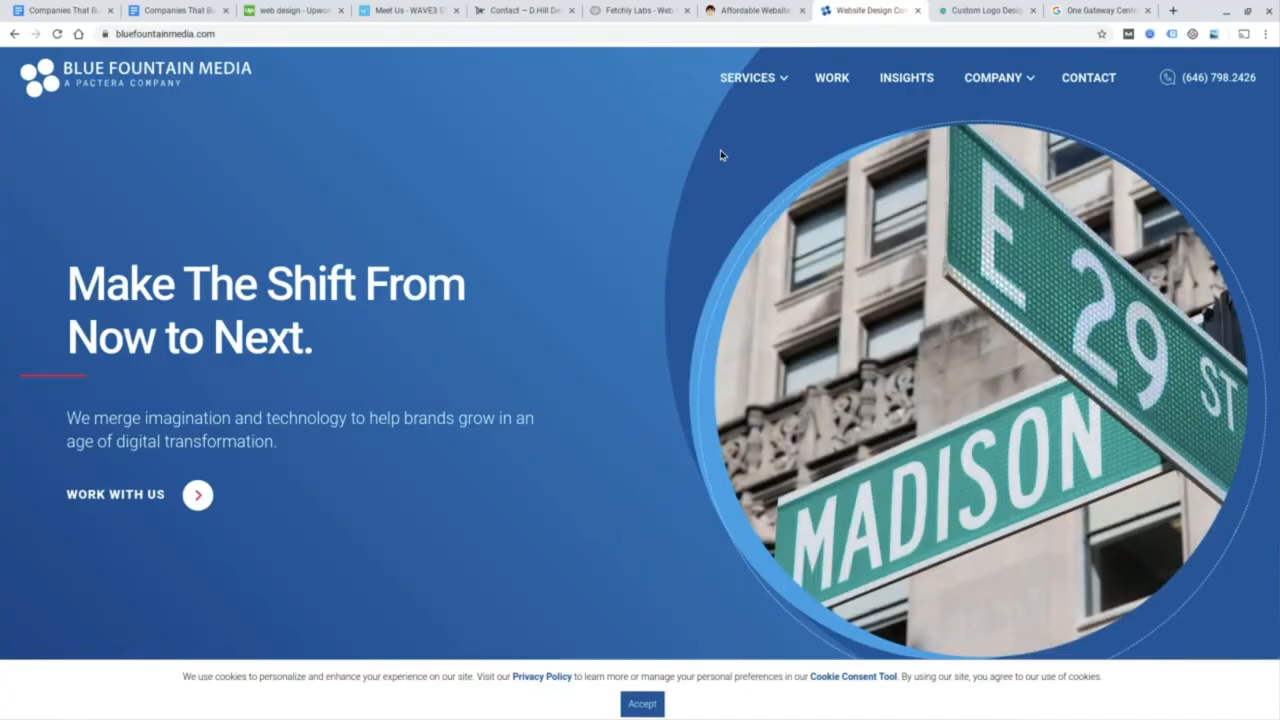 Companies That B
Companies That B
web design - Upwo
Meet Us - WAVE3 S
Contact — D.Hill De
Fetchly Labs - Web
Affordable Website
Website Design Co
Custom Logo Desig
One Gateway Cent
bluefountainmedia.com
BLUE FOUNTAIN MEDIA
A PACTERA COMPANY
SERVICES
WORK
INSIGHTS
COMPANY
CONTACT
(646) 798.2426
Make The Shift From
Now to Next.
We merge imagination and technology to help brands grow in an
age of digital transformation.
WORK WITH US
E 29 ST
MADISON
We use cookies to personalize and enhance your experience on our site. Visit our Privacy Policy to learn more or manage your personal preferences in our Cookie Consent Tool. By using our site, you agree to our use of cookies.
Accept